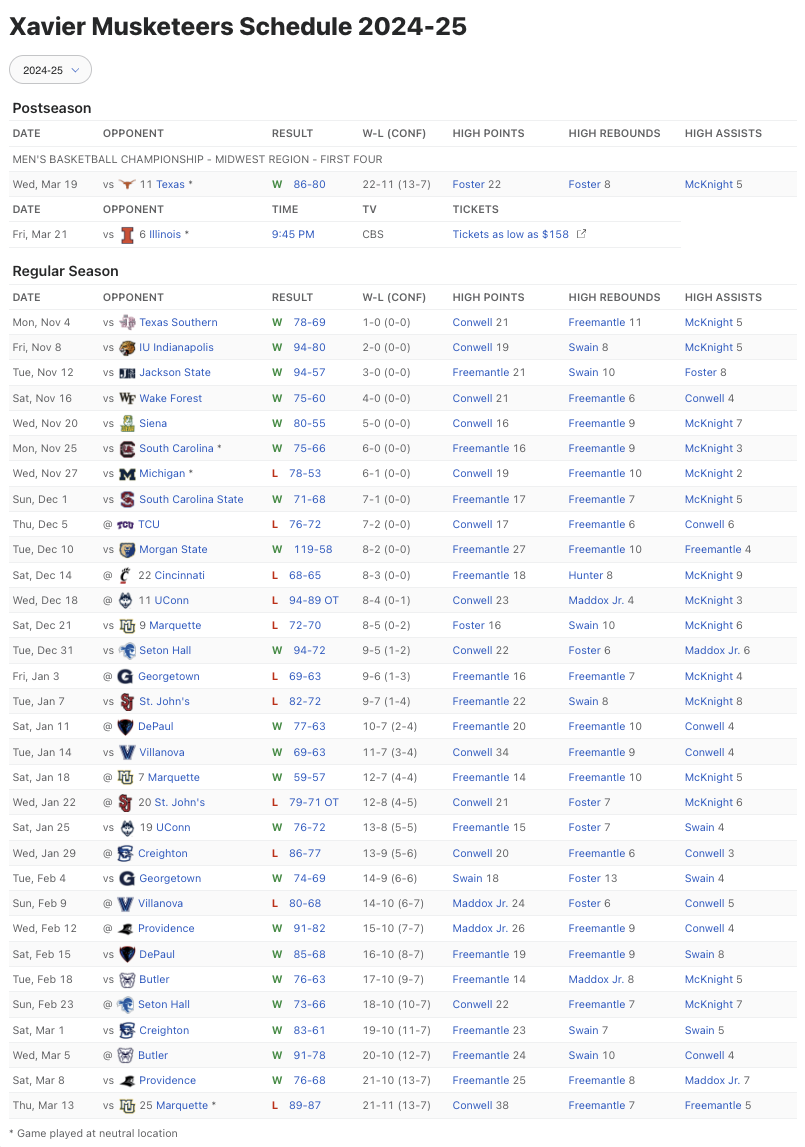 Xavier Musketeers Schedule 2024-25
2024-25
Postseason
DATE OPPONENT RESULT W-L (CONF) HIGH POINTS HIGH REBOUNDS HIGH ASSISTS
MEN'S BASKETBALL CHAMPIONSHIP - MIDWEST REGION - FIRST FOUR
Wed, Mar 19 vs 11 Texas * W 86-80 22-11 (13-7) Foster 22 Foster 8 McKnight 5
DATE OPPONENT TIME TV TICKETS
Fri, Mar 21 vs 6 Illinois * 9:45 PM CBS Tickets as low as $158
Regular Season
DATE OPPONENT RESULT W-L (CONF) HIGH POINTS HIGH REBOUNDS HIGH ASSISTS
Mon, Nov 4 vs Texas Southern W 78-69 1-0 (0-0) Conwell 21 Freemantle 11 McKnight 5
Fri, Nov 8 vs IU Indianapolis W 94-80 2-0 (0-0) Conwell 19 Swain 8 McKnight 5
Tue, Nov 12 vs Jackson State W 94-57 3-0 (0-0) Freemantle 21 Swain 10 Foster 8
Sat, Nov 16 vs Wake Forest W 75-60 4-0 (0-0) Conwell 21 Freemantle 6 Conwell 4
Wed, Nov 20 vs Siena W 80-55 5-0 (0-0) Conwell 16 Freemantle 9 McKnight 7
Mon, Nov 25 vs South Carolina * W 75-66 6-0 (0-0) Freemantle 16 Freemantle 9 McKnight 3
Wed, Nov 27 vs Michigan * L 78-53 6-1 (0-0) Conwell 19 Freemantle 10 McKnight 2
Sun, Dec 1 vs South Carolina State W 71-68 7-1 (0-0) Freemantle 17 Freemantle 7 McKnight 5
Thu, Dec 5 @ TCU TCU L 76-72 7-2 (0-0) Conwell 17 Freemantle 6 Conwell 6
Tue, Dec 10 vs Morgan State W 119-58 8-2 (0-0) Freemantle 27 Freemantle 10 Freemantle 4
Sat, Dec 14 @ 22 Cincinnati L 68-65 8-3 (0-0) Freemantle 18 Hunter 8 McKnight 9
Wed, Dec 18 @ 11 UConn L 94-89 OT 8-4 (0-1) Conwell 23 Maddox Jr. 4 McKnight 3
Sat, Dec 21 vs 9 Marquette L 72-70 8-5 (0-2) Foster 16 Swain 10 McKnight 6
Tue, Dec 31 vs Seton Hall W 94-72 9-5 (1-2) Conwell 22 Foster 6 Maddox Jr. 6
Fri, Jan 3 @ Georgetown L 69-63 9-6 (1-3) Freemantle 16 Freemantle 7 McKnight 4
Tue, Jan 7 vs St. John's L 82-72 9-7 (1-4) Freemantle 22 Swain 8 McKnight 8
Sat, Jan 11 @ DePaul W 77-63 10-7 (2-4) Freemantle 20 Freemantle 10 Conwell 4
Tue, Jan 14 vs Villanova W 69-63 11-7 (3-4) Conwell 34 Freemantle 9 Conwell 4
Sat, Jan 18 @ 7 Marquette W 59-57 12-7 (4-4) Freemantle 14 Freemantle 10 McKnight 5
Wed, Jan 22 @ 20 St. John's L 79-71 OT 12-8 (4-5) Conwell 21 Foster 7 McKnight 6
Sat, Jan 25 vs 19 UConn W 76-72 13-8 (5-5) Freemantle 15 Foster 7 Swain 4
Wed, Jan 29 @ Creighton L 86-77 13-9 (5-6) Conwell 20 Freemantle 6 Conwell 3
Tue, Feb 4 vs Georgetown W 74-69 14-9 (6-6) Swain 18 Foster 13 Swain 4
Sun, Feb 9 @ Villanova L 80-68 14-10 (6-7) Maddox Jr. 24 Foster 6 Conwell 5
Wed, Feb 12 @ Providence W 91-82 15-10 (7-7) Maddox Jr. 26 Freemantle 9 Conwell 4
Sat, Feb 15 vs DePaul W 85-68 16-10 (8-7) Freemantle 19 Freemantle 9 Swain 8
Tue, Feb 18 vs Butler W 76-63 17-10 (9-7) Freemantle 14 Maddox Jr. 8 McKnight 5
Sun, Feb 23 @ Seton Hall W 73-66 18-10 (10-7) Conwell 22 Freemantle 7 McKnight 7
Sat, Mar 1 vs Creighton W 83-61 19-10 (11-7) Freemantle 23 Swain 7 Swain 5
Wed, Mar 5 @ Butler W 91-78 20-10 (12-7) Freemantle 24 Swain 10 Conwell 4
Sat, Mar 8 vs Providence W 76-68 21-10 (13-7) Freemantle 25 Freemantle 8 Maddox Jr. 7
Thu, Mar 13 vs 25 Marquette * L 89-87 21-11 (13-7) Conwell 38 Freemantle 7 Freemantle 5
* Game played at neutral location